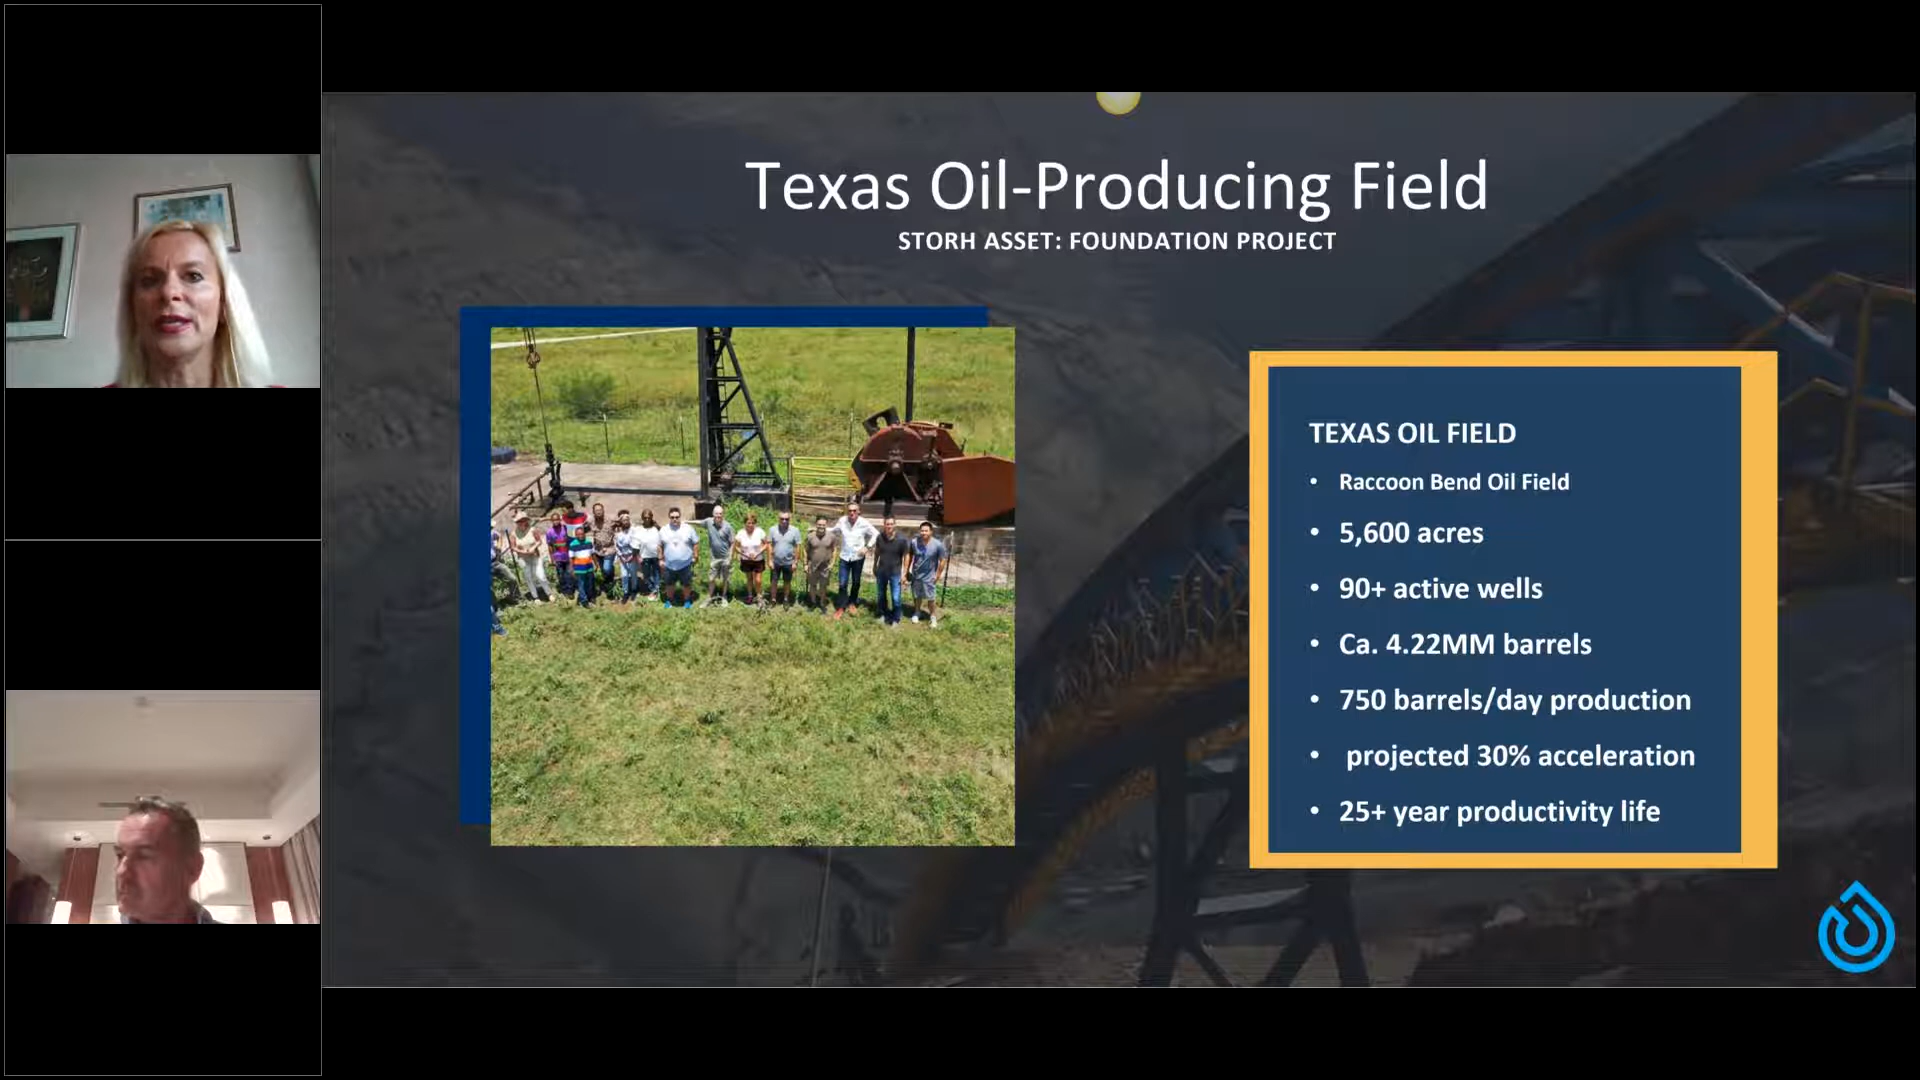 Texas Oil-Producing Field
STORH ASSET: FOUNDATION PROJECT
TEXAS OIL FIELD
• Raccoon Bend Oil Field
• 5,600 acres
• 90+ active wells
• Ca. 4.22MM barrels
• 750 barrels/day production
• projected 30% acceleration
• 25+ year productivity life